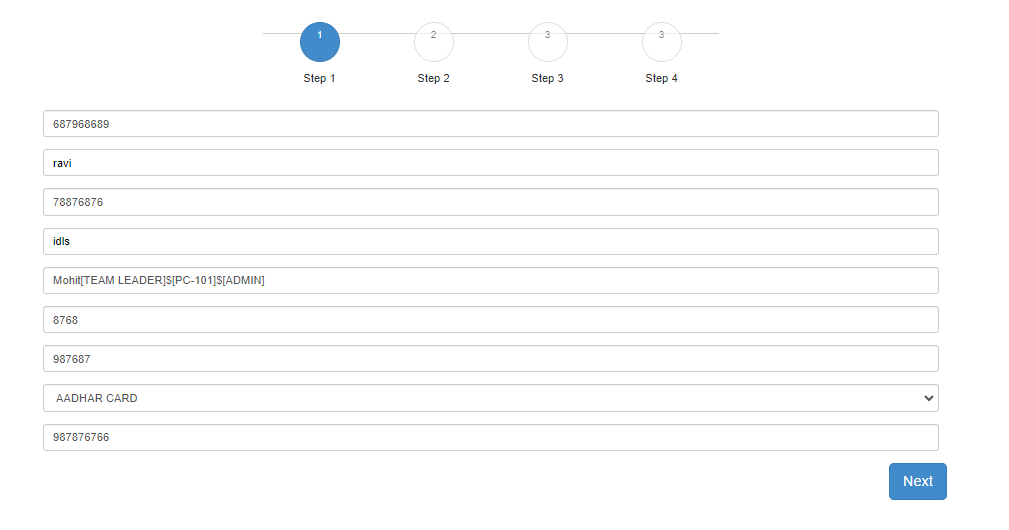 1 2 3 3
Step 1 Step 2 Step 3 Step 4
687968689
ravi
78876876
idls
Mohit[TEAM LEADER]$[PC-101]$[ADMIN]
8768
987687
AADHAR CARD
987876766
Next